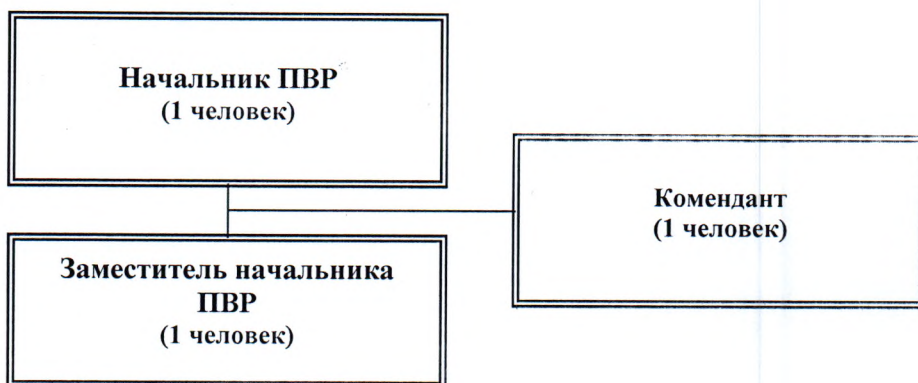 Начальник ПВР
(1 человек)
Комендант
(1 человек)
Заместитель начальника
ПВР
(1 человек)